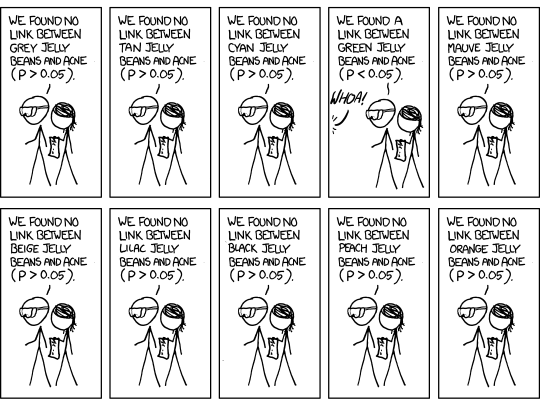 WE FOUND NO
LINK BETWEEN
GREY JELLY
BEANS AND ACNE
(P > 0.05).
WE FOUND NO
LINK BETWEEN
TAN JELLY
BEANS AND ACNE
(P > 0.05).
WE FOUND NO
LINK BETWEEN
CYAN JELLY
BEANS AND ACNE
(P > 0.05).
WE FOUND A
LINK BETWEEN
GREEN JELLY
BEANS AND ACNE
(P < 0.05).
WHOA!
WE FOUND NO
LINK BETWEEN
MAUVE JELLY
BEANS AND ACNE
(P > 0.05).
WE FOUND NO
LINK BETWEEN
BEIGE JELLY
BEANS AND ACNE
(P > 0.05).
WE FOUND NO
LINK BETWEEN
LILAC JELLY
BEANS AND ACNE
(P > 0.05).
WE FOUND NO
LINK BETWEEN
BLACK JELLY
BEANS AND ACNE
(P > 0.05).
WE FOUND NO
LINK BETWEEN
PEACH JELLY
BEANS AND ACNE
(P > 0.05).
WE FOUND NO
LINK BETWEEN
ORANGE JELLY
BEANS AND ACNE
(P > 0.05).